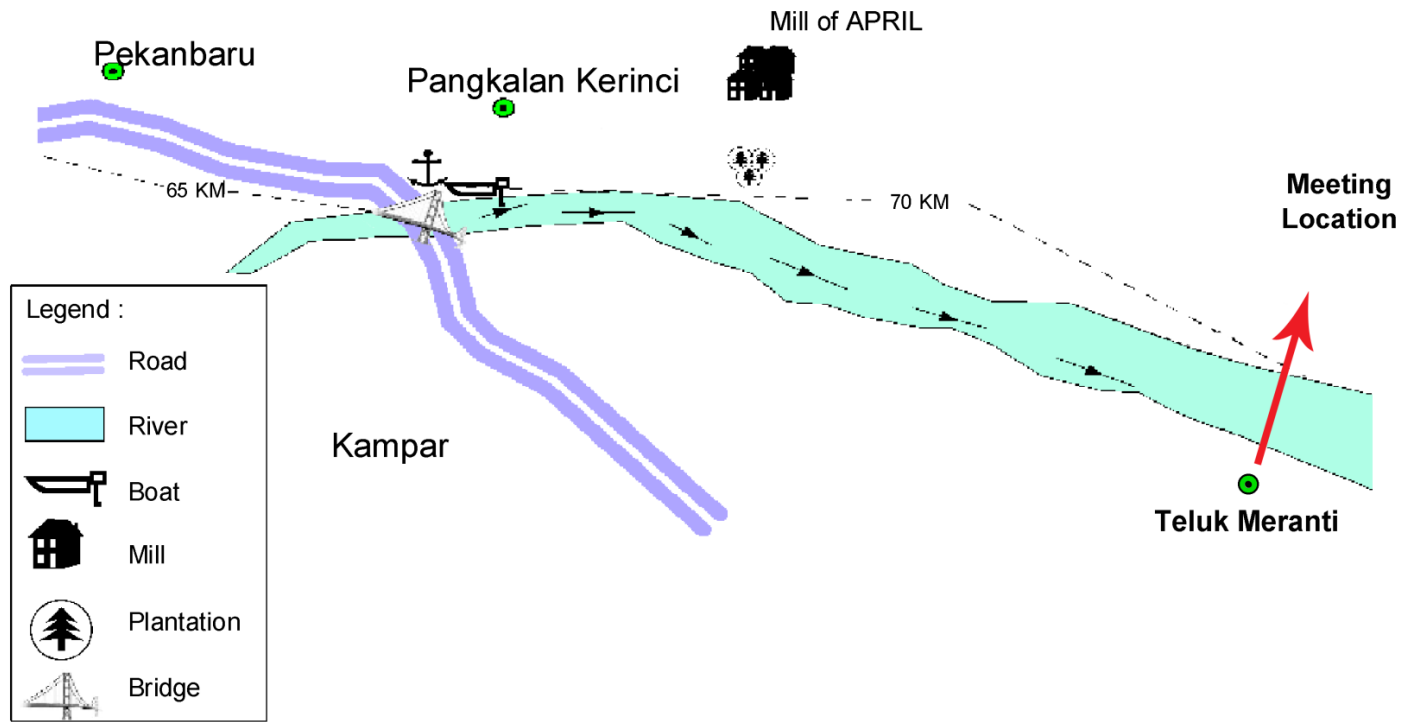 Mill of APRIL
Pekanbaru
Pangkalan Kerinci
65 KM
70 KM
Meeting
Location
Legend :
Road
River
Boat
Mill
Plantation
Bridge
Kampar
Teluk Meranti